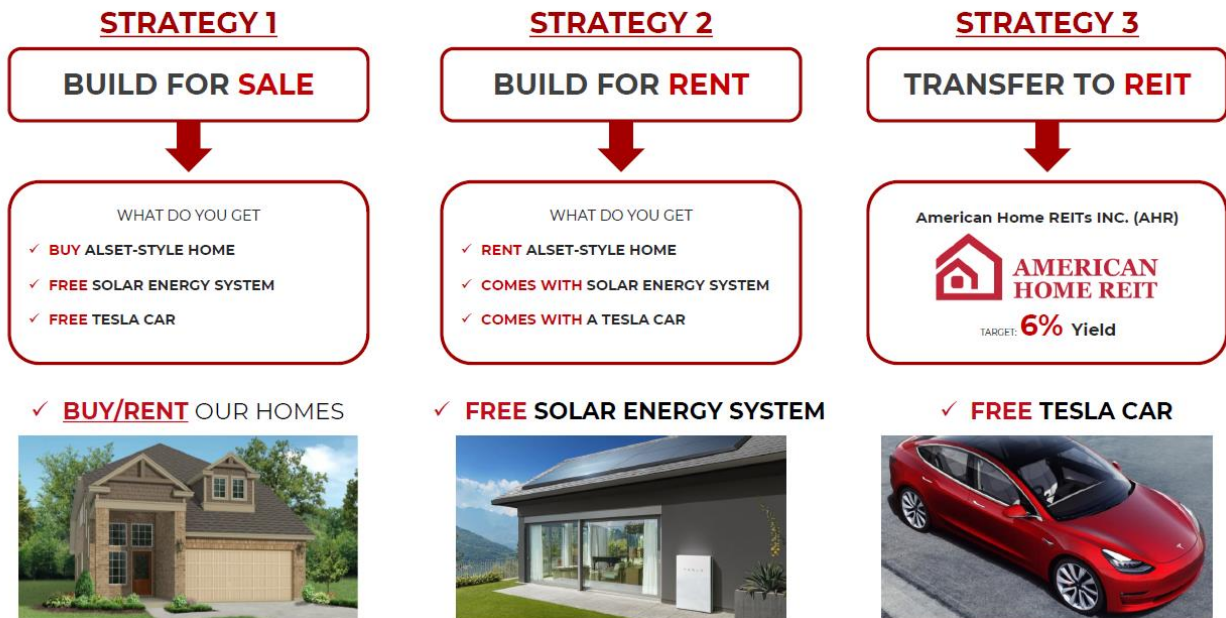 STRATEGY 1
BUILD FOR SALE
WHAT DO YOU GET
✓ BUY ALSET-STYLE HOME
✓ FREE SOLAR ENERGY SYSTEM
✓ FREE TESLA CAR
STRATEGY 2
BUILD FOR RENT
WHAT DO YOU GET
✓ RENT ALSET-STYLE HOME
✓ COMES WITH SOLAR ENERGY SYSTEM
✓ COMES WITH A TESLA CAR
STRATEGY 3
TRANSFER TO REIT
American Home REITs INC. (AHR)
AMERICAN
HOME REIT
TARGET: 6% Yield
✓ BUY/RENT OUR HOMES
✓ FREE SOLAR ENERGY SYSTEM
TESLA
✓ FREE TESLA CAR